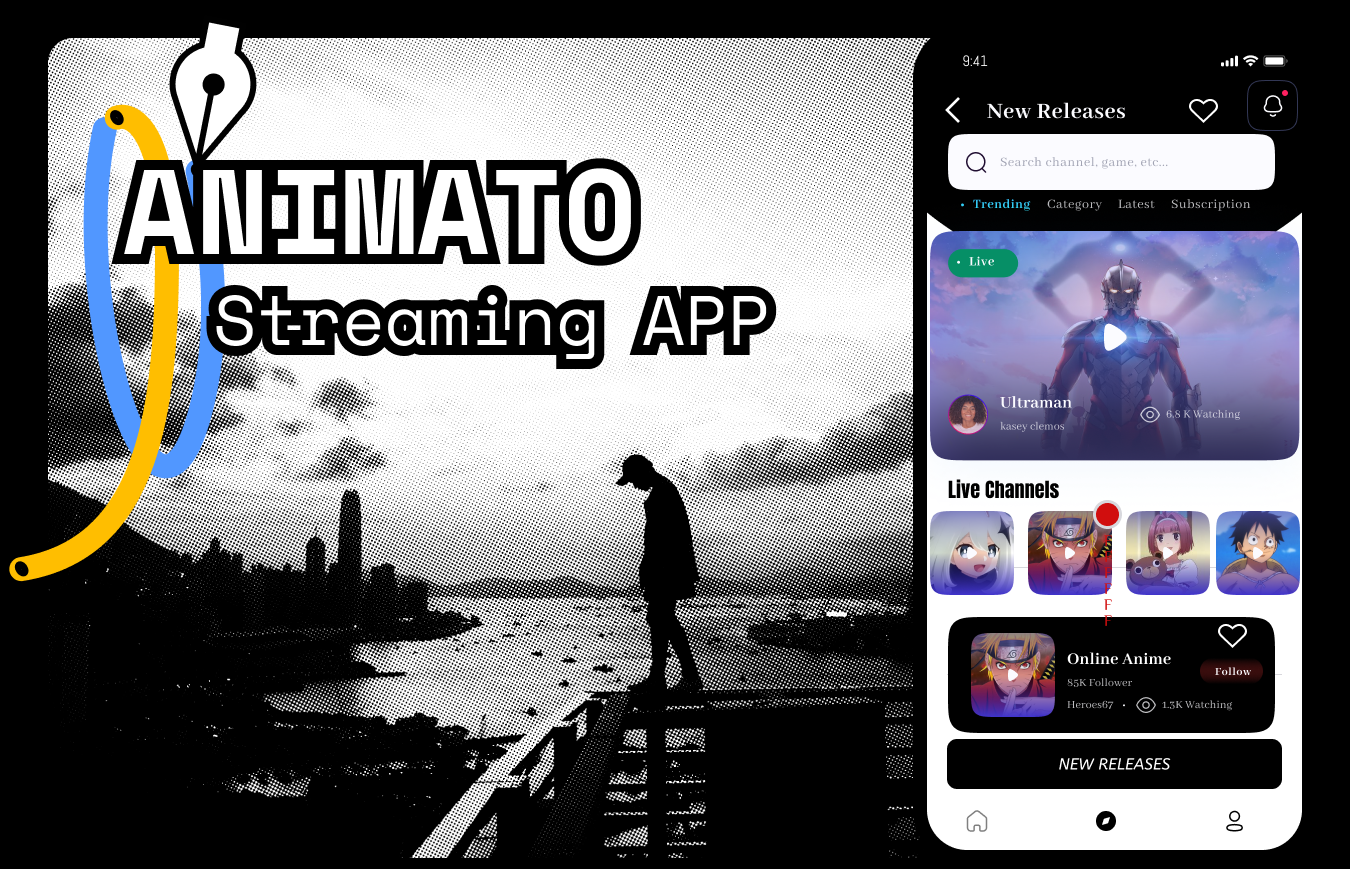 ANIMATO
Streaming APP
9:41
New Releases
Search channel, game, etc...
• Trending Category Latest Subscription
• Live
Ultraman
kasey clemos
6.8 K Watching
Live Channels
F
F
Online Anime
Follow
85K Follower
Heroes67 • 1.3K Watching
NEW RELEASES